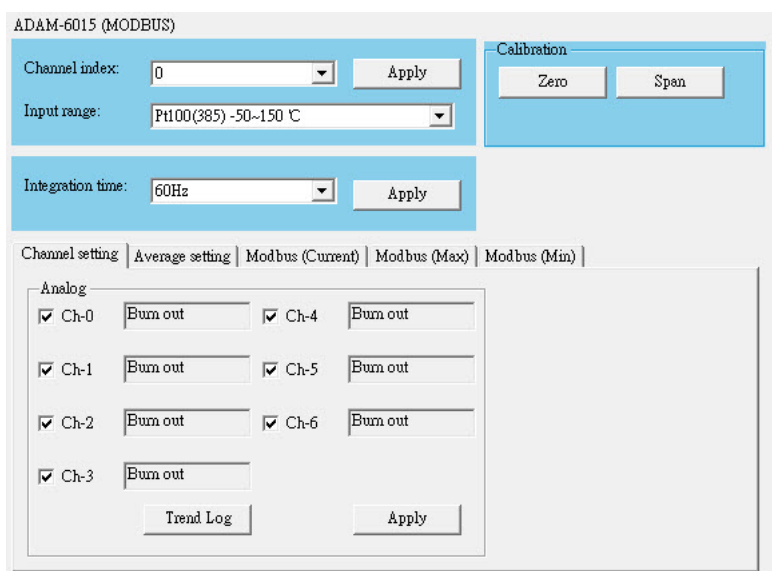 ADAM-6015 (MODBUS)
Channel index: 0 Apply
Input range: Pt100(385) -50~150 ℃
Calibration
Zero Span
Integration time: 60Hz Apply
Channel setting Average setting Modbus (Current) Modbus (Max) Modbus (Min)
Analog
Ch-0 Burn out Ch-4 Burn out
Ch-1 Burn out Ch-5 Burn out
Ch-2 Burn out Ch-6 Burn out
Ch-3 Burn out
Trend Log Apply